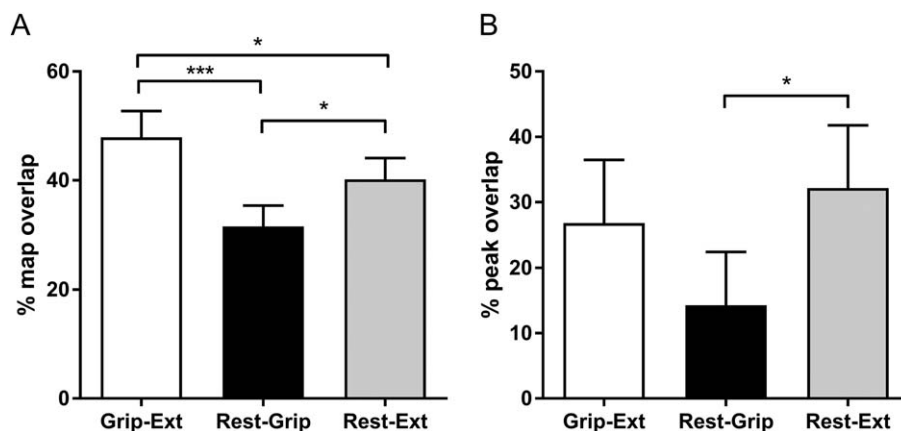 A
% map overlap
60
40
20
0
*
***
*
Grip-Ext Rest-Grip Rest-Ext
B
% peak overlap
50
40
30
20
10
0
*
Grip-Ext Rest-Grip Rest-Ext